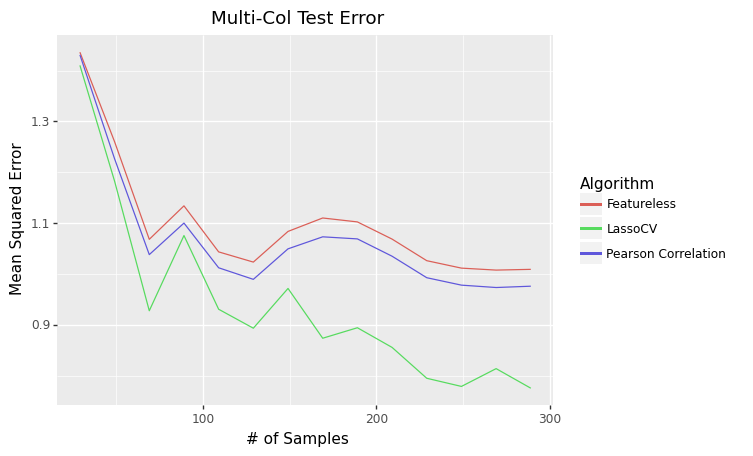 Multi-Col Test Error
Mean Squared Error
1.3
1.1
0.9
100
200
300
# of Samples
Algorithm
Featureless
LassoCV
Pearson Correlation